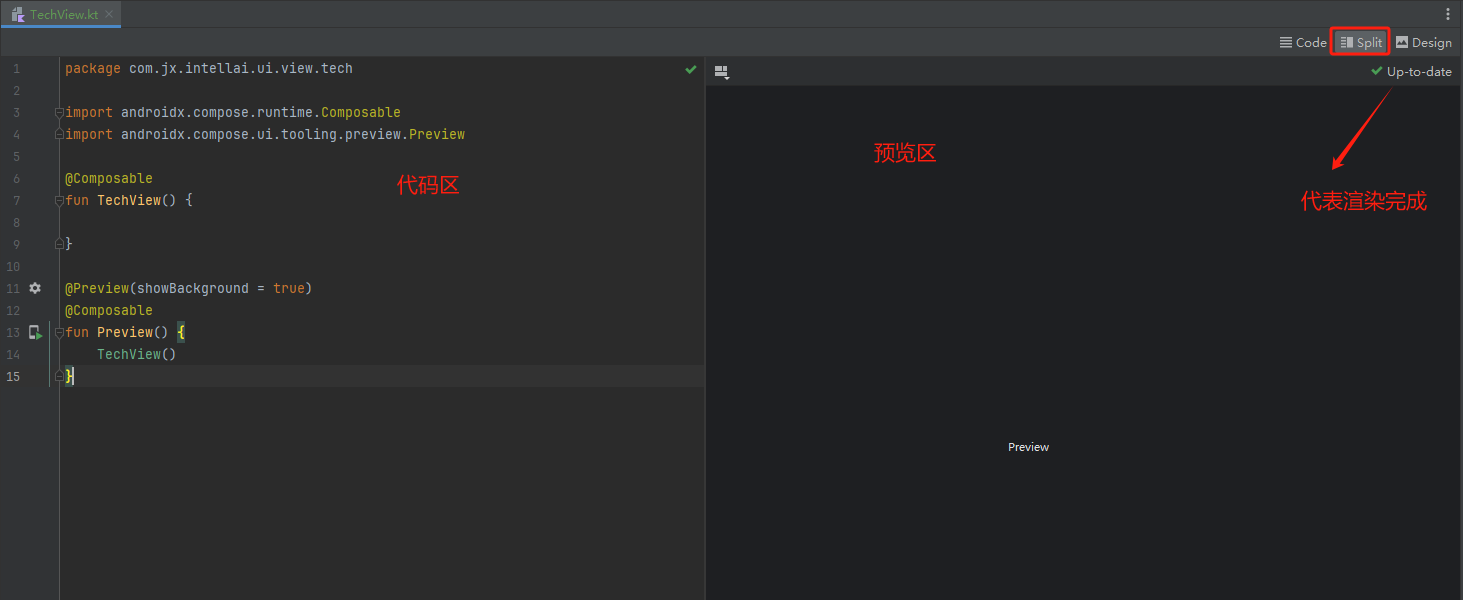 TechView.kt
Code Split Design
Up-to-date
1 package com.jx.intellai.ui.view.tech
2
3 import androidx.compose.runtime.Composable
4 import androidx.compose.ui.tooling.preview.Preview
5
6 @Composable
7 fun TechView() {
8
9 }
10
11 @Preview(showBackground = true)
12 @Composable
13 fun Preview() {
14 TechView()
15 }
代码区
预览区
代表渲染完成
Preview